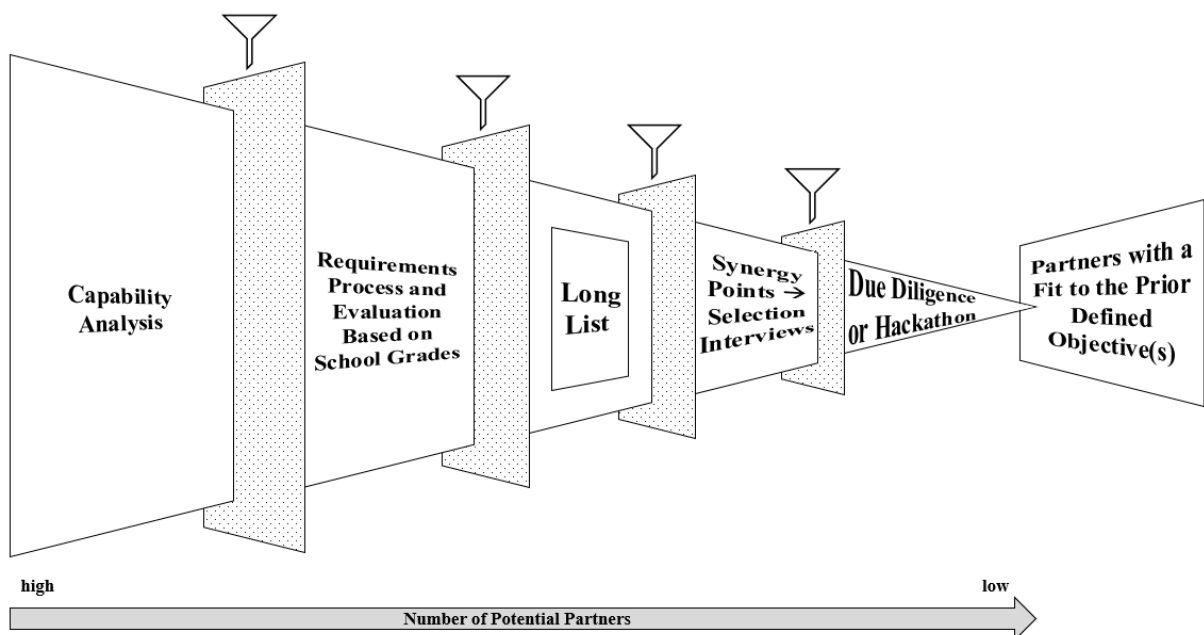 Capability
Analysis
Requirements
Process and
Evaluation
Based on
School Grades
Long
List
Synergy
Points →
Selection
Interviews
Due Diligence
or Hackathon
Partners with a
Fit to the Prior
Defined
Objective(s)
high
low
Number of Potential Partners